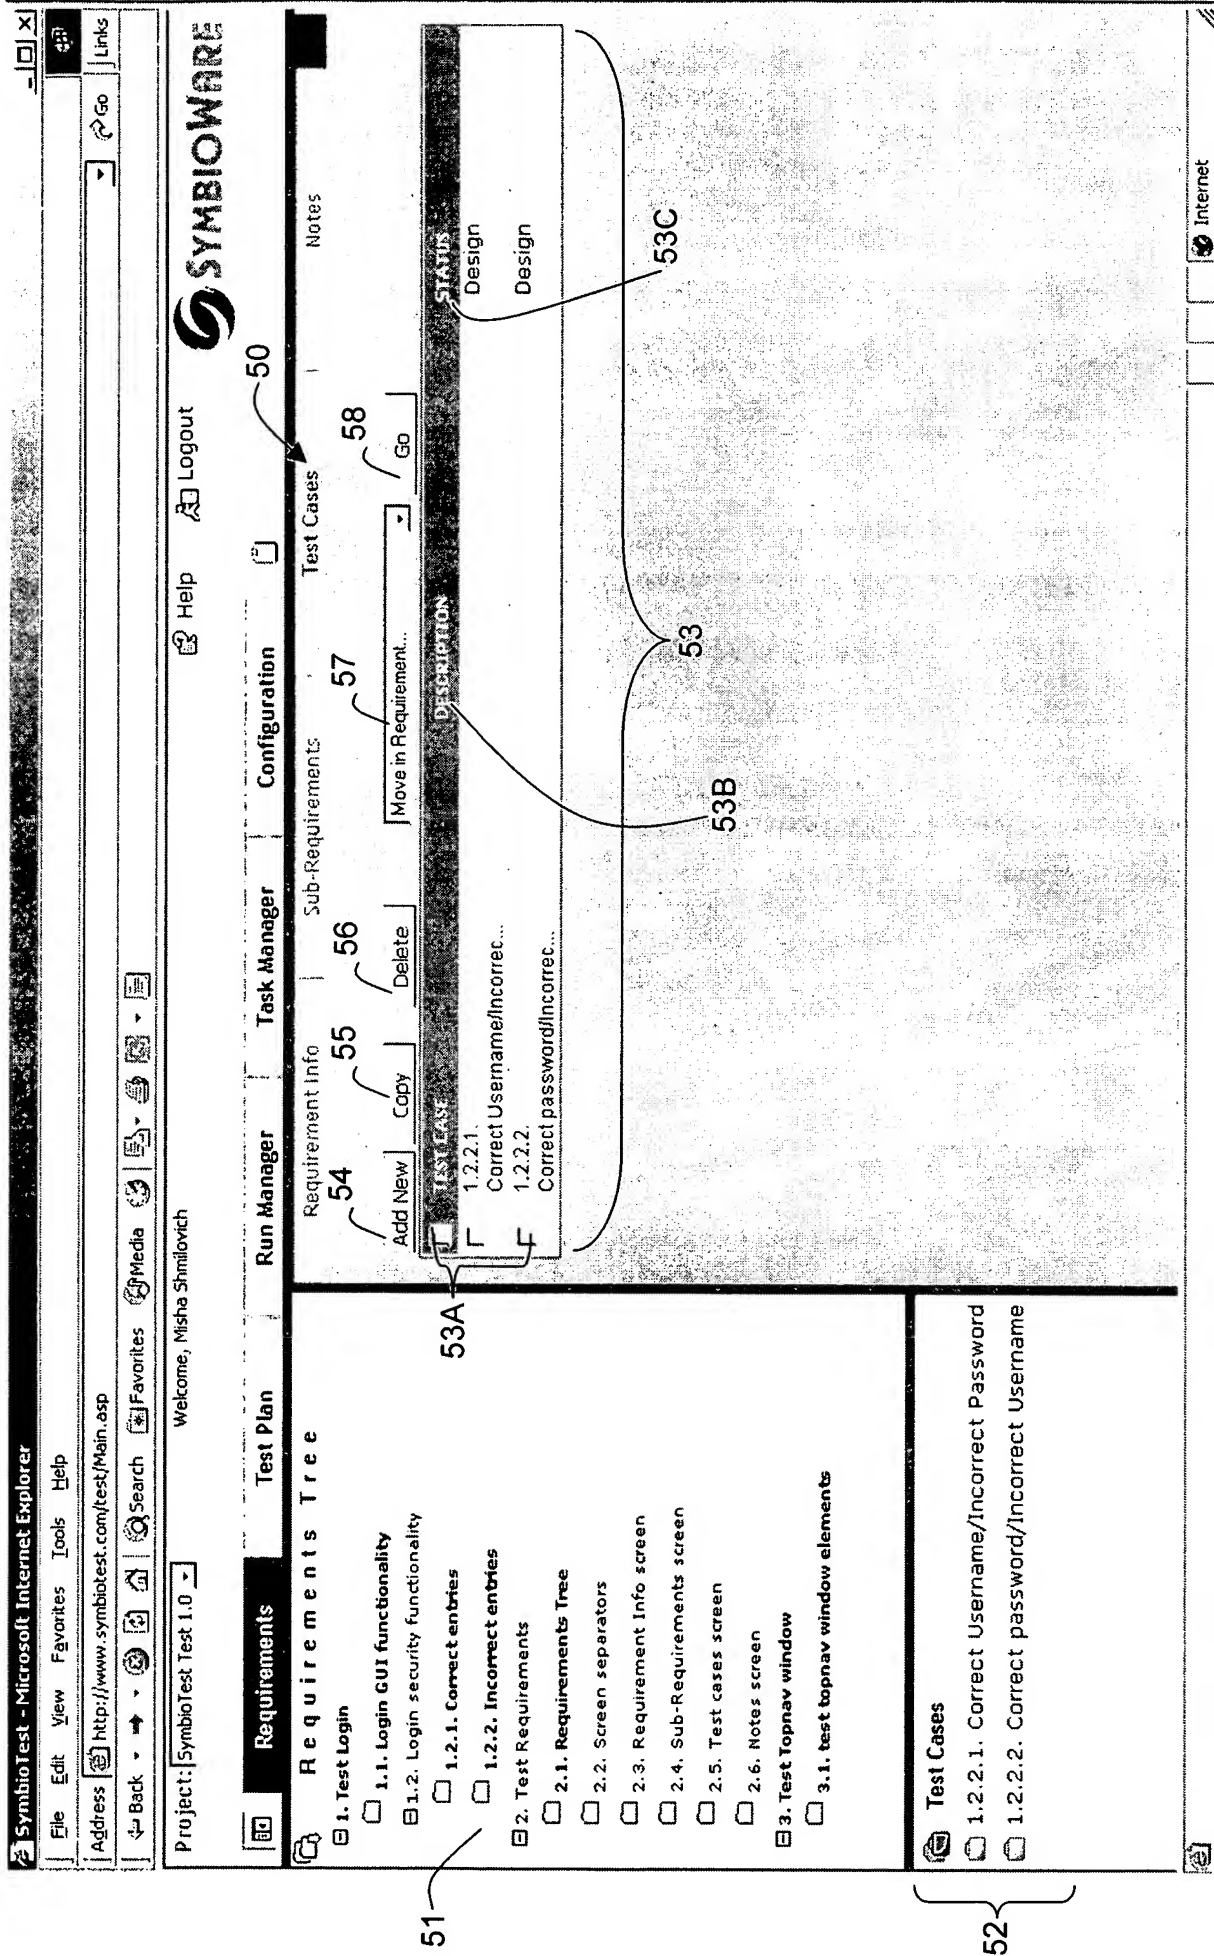 SymbioTest - Microsoft Internet Explorer
File Edit View Favorites Tools Help
Address http://www.symbiotest.com/test/Main.asp Go Links
Back Search Favorites Media
Project: SymbioTest Test 1.0 Welcome, Misha Shmilovich Help Logout SYMBIOWARE
Requirements Test Plan Run Manager Task Manager Configuration
50
Requirements Tree
1. Test Login
1.1. Login GUI functionality
1.2. Login security functionality
1.2.1. Correct entries
1.2.2. Incorrect entries
2. Test Requirements
2.1. Requirements Tree
2.2. Screen separators
2.3. Requirement Info screen
2.4. Sub-Requirements screen
2.5. Test cases screen
2.6. Notes screen
3. Test Topnav window
3.1. test topnav window elements
51
Test Cases
1.2.2.1. Correct Username/Incorrect Password
1.2.2.2. Correct password/Incorrect Username
52
Requirement Info Sub-Requirements Test Cases Notes
54 55 56 57 58
Add New Copy Delete Move in Requirement... Go
TEST CASE DESCRIPTION STATUS
1.2.2.1. Design
Correct Username/Incorrec...
1.2.2.2. Design
Correct password/Incorrec...
53A
53B
53C
53
Internet